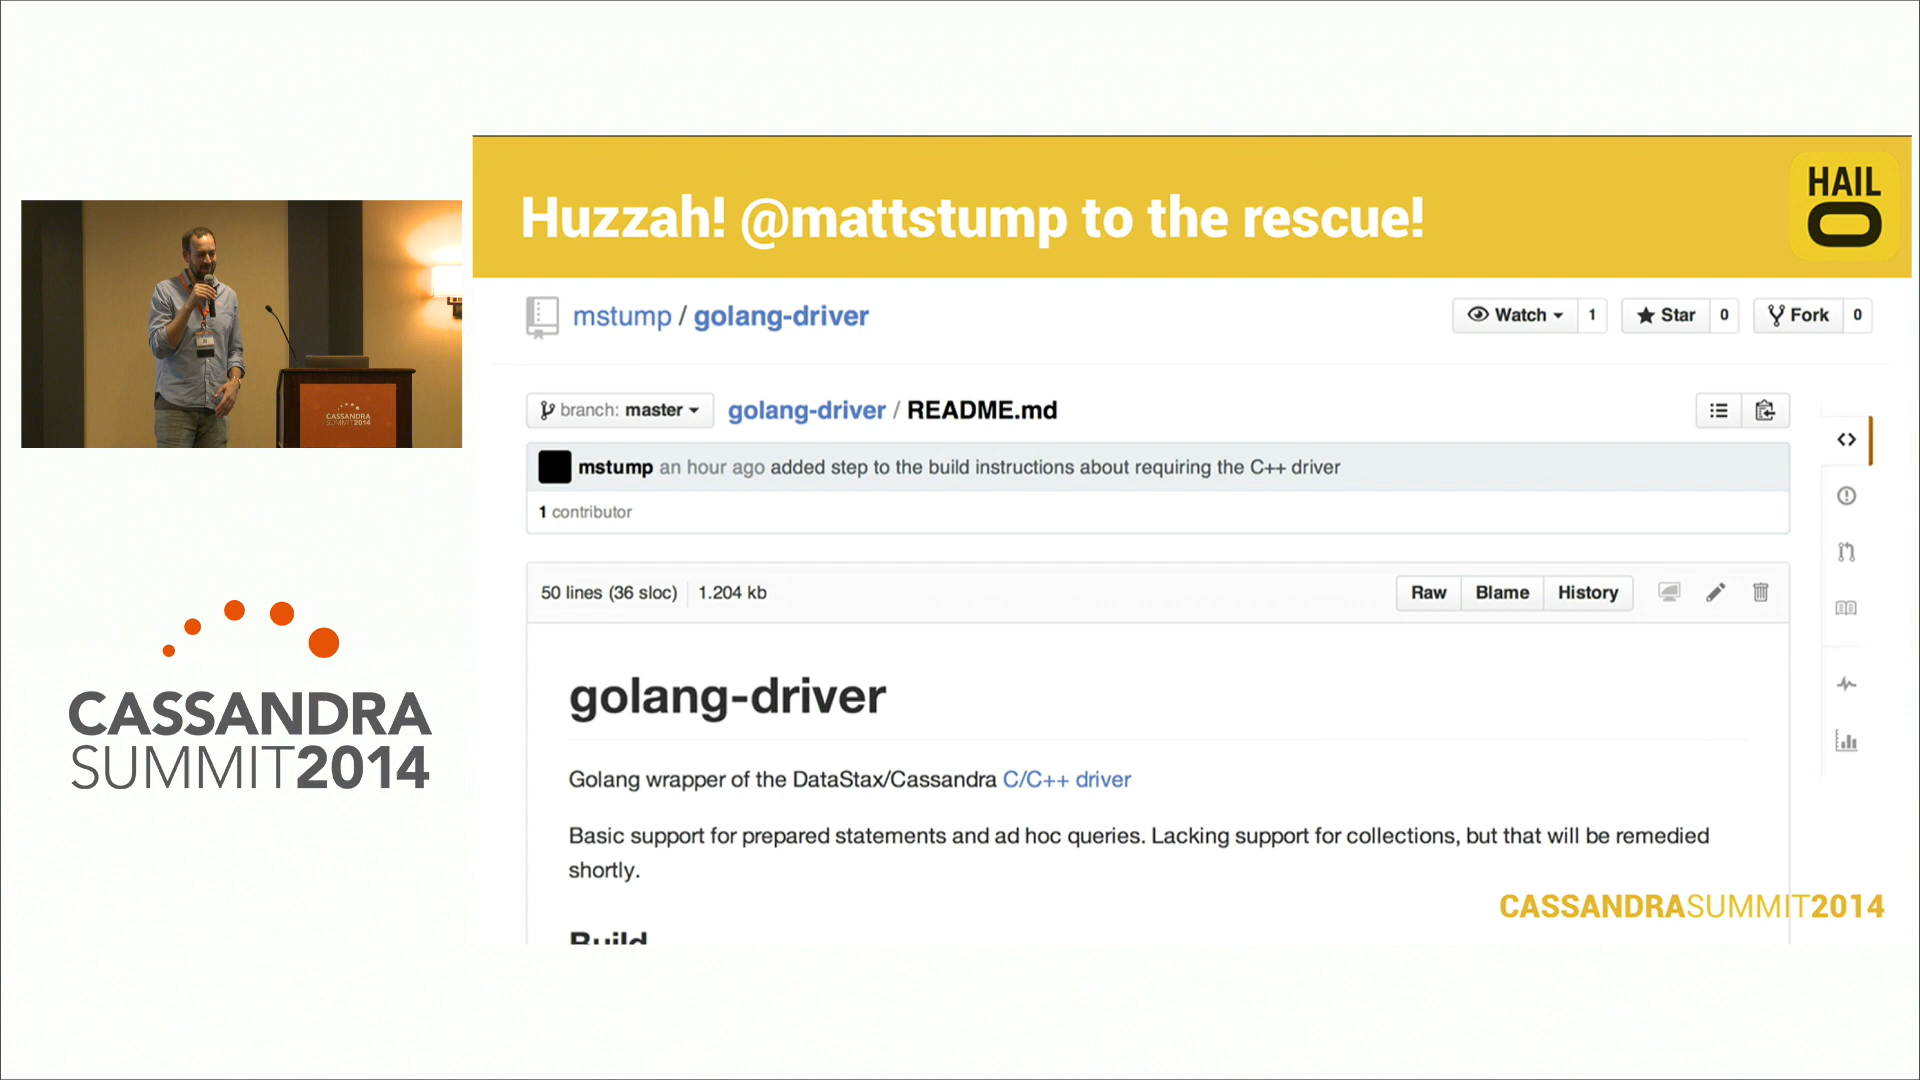 Huzzah! @mattstump to the rescue!
HAIL
O
mstump / golang-driver
Watch 1 Star 0 Fork 0
branch: master golang-driver / README.md
mstump an hour ago added step to the build instructions about requiring the C++ driver
1 contributor
50 lines (36 sloc) 1.204 kb
Raw Blame History
golang-driver
Golang wrapper of the DataStax/Cassandra C/C++ driver
Basic support for prepared statements and ad hoc queries. Lacking support for collections, but that will be remedied
shortly.
Build
CASSANDRASUMMIT2014
CASSANDRA
SUMMIT2014
CASSANDRA
SUMMIT2014